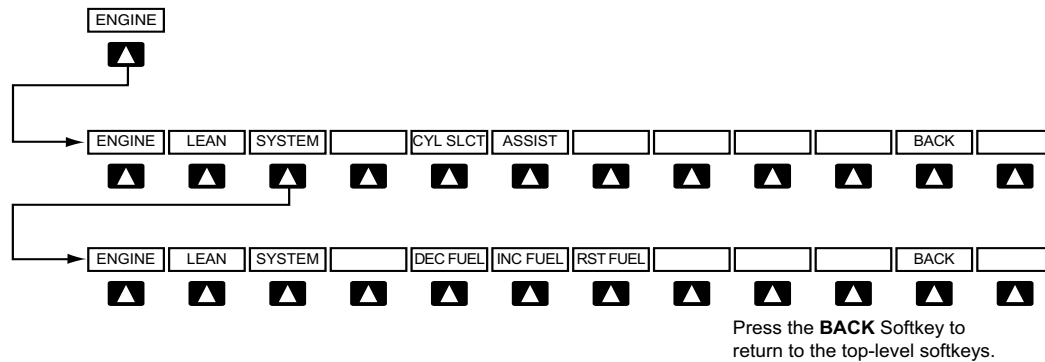 ENGINE
ENGINE LEAN SYSTEM CYL SLCT ASSIST BACK
ENGINE LEAN SYSTEM DEC FUEL INC FUEL RST FUEL BACK
Press the BACK Softkey to
return to the top-level softkeys.